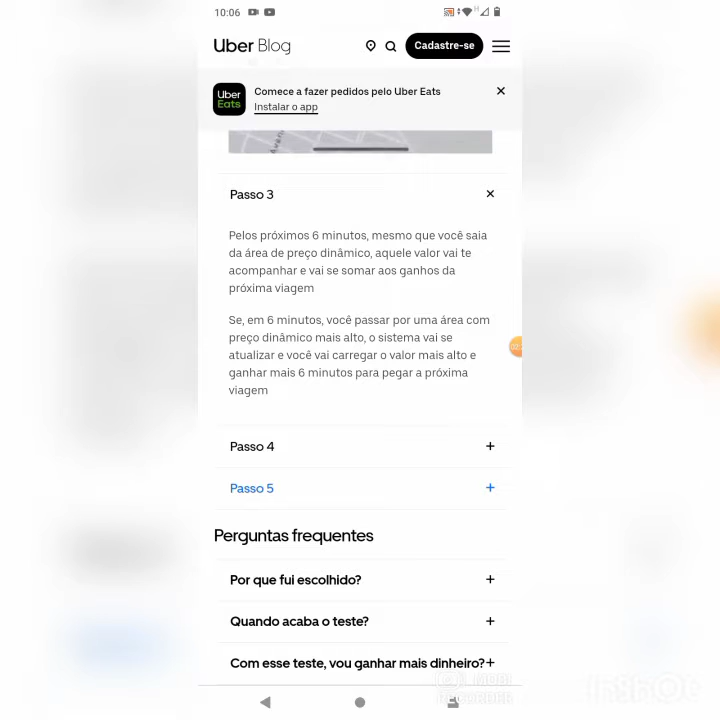 10:06
Uber Blog
Cadastre-se
Uber
Eats
Comece a fazer pedidos pelo Uber Eats
Instalar o app
Passo 3
Pelos próximos 6 minutos, mesmo que você saia
da área de preço dinâmico, aquele valor vai te
acompanhar e vai se somar aos ganhos da
próxima viagem
Se, em 6 minutos, você passar por uma área com
preço dinâmico mais alto, o sistema vai se
atualizar e você vai carregar o valor mais alto e
ganhar mais 6 minutos para pegar a próxima
viagem
Passo 4
Passo 5
Perguntas frequentes
Por que fui escolhido?
Quando acaba o teste?
Com esse teste, vou ganhar mais dinheiro?
RECORDER